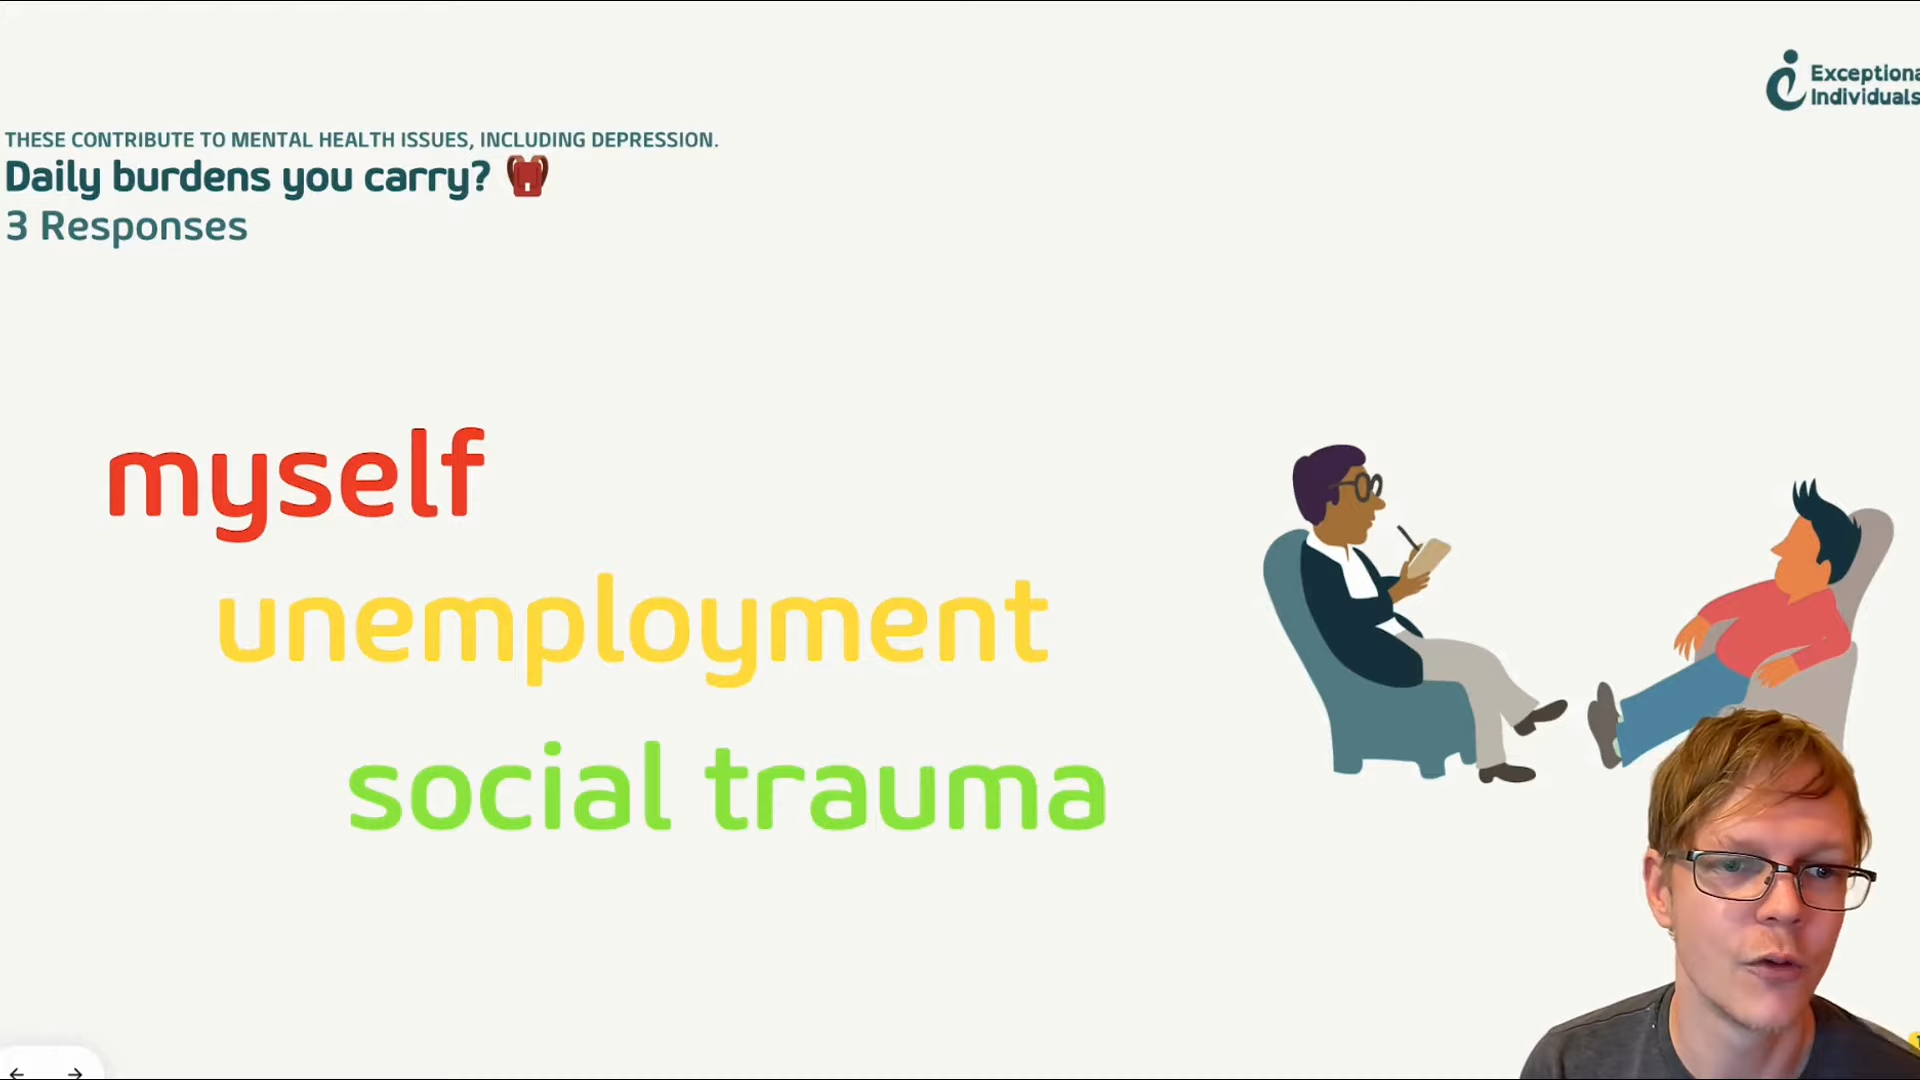 Exceptiona
Individuals
THESE CONTRIBUTE TO MENTAL HEALTH ISSUES, INCLUDING DEPRESSION.
Daily burdens you carry?
3 Responses
myself
unemployment
social trauma